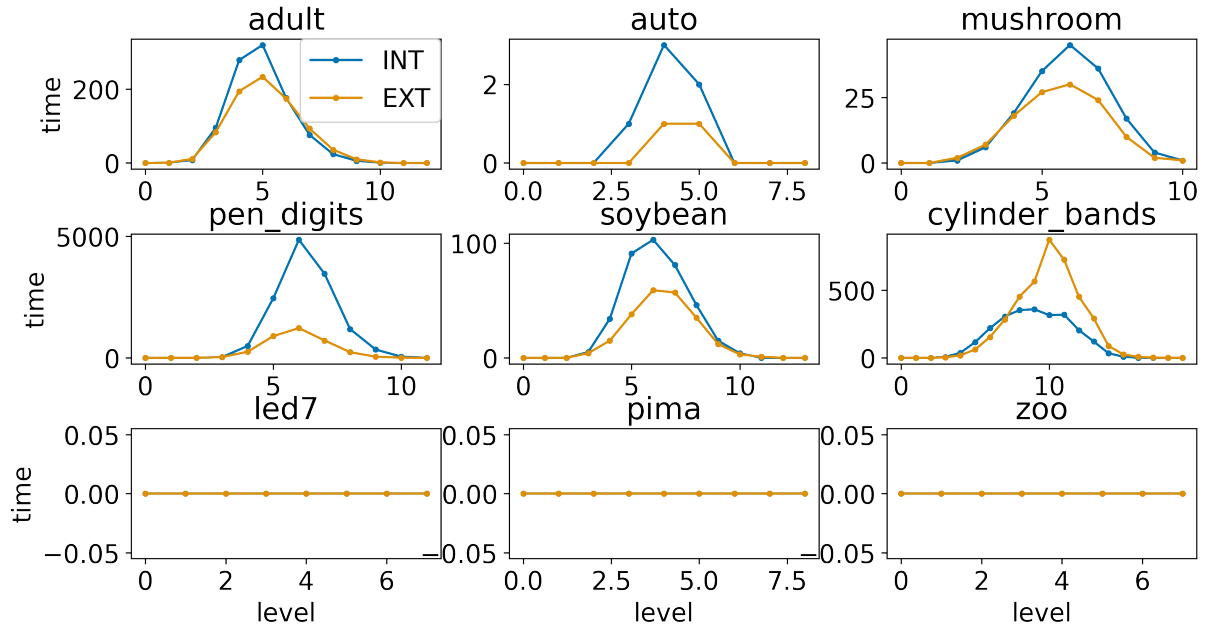 adult
auto
mushroom
INT
EXT
time
200
0
2
0
25
0
0 5 10
0.0 2.5 5.0 7.5
0 5 10
pen_digits
soybean
cylinder_bands
time
5000
0
100
0
500
0
0 5 10
0 5 10
0 10
led7
pima
zoo
time
0.05
0.00
−0.05
0.05
0.00
−0.05
0.05
0.00
−0.05
0 2 4 6
0.0 2.5 5.0 7.5
0 2 4 6
level
level
level